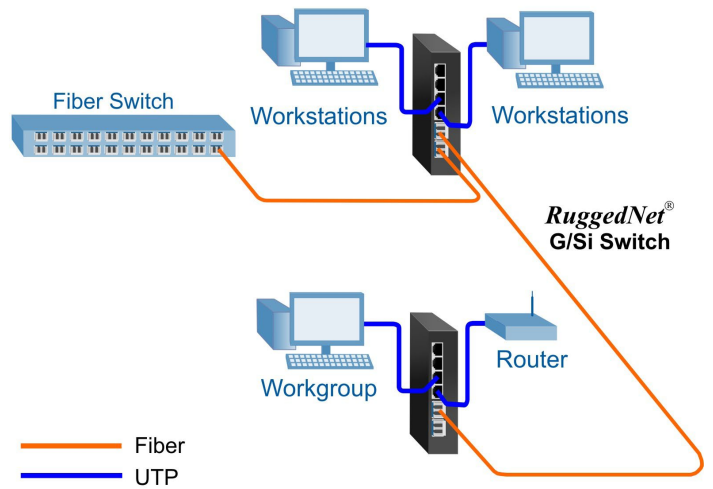 Fiber Switch
Workstations
Workstations
RuggedNet®
G/Si Switch
Workgroup
Router
Fiber
UTP